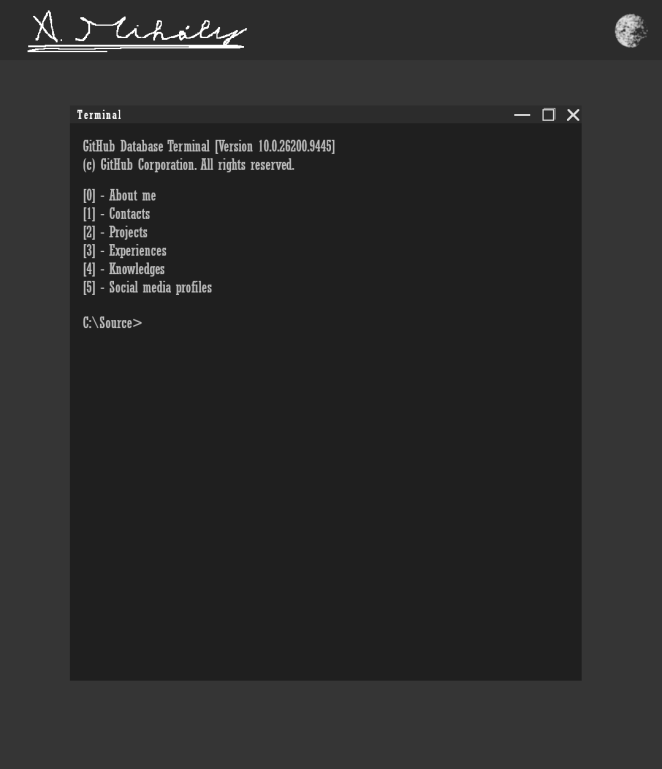 A. Mihály
Terminal
GitHub Database Terminal [Version 10.0.26200.9445]
(c) GitHub Corporation. All rights reserved.
[0] - About me
[1] - Contacts
[2] - Projects
[3] - Experiences
[4] - Knowledges
[5] - Social media profiles
C:\Source>